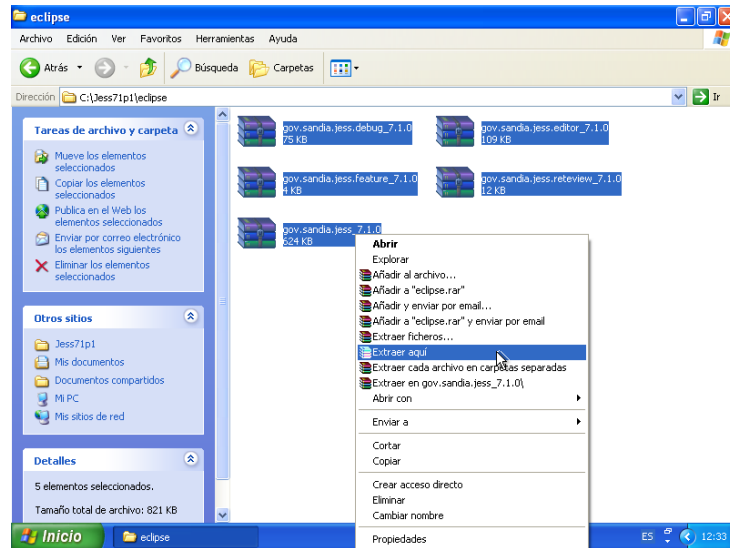 eclipse
Archivo Edición Ver Favoritos Herramientas Ayuda
Atrás Búsqueda Carpetas
Dirección C:\Jess71p1\eclipse Ir
Tareas de archivo y carpeta
Mueve los elementos
seleccionados
Copiar los elementos
seleccionados
Publica en el Web los
elementos seleccionados
Enviar por correo electrónico
los elementos siguientes
Eliminar los elementos
seleccionados
Otros sitios
Jess71p1
Mis documentos
Documentos compartidos
Mi PC
Mis sitios de red
Detalles
5 elementos seleccionados.
Tamaño total de archivo: 821 KB
gov.sandia.jess.debug_7.1.0
75 KB
gov.sandia.jess.editor_7.1.0
109 KB
gov.sandia.jess.feature_7.1.0
4 KB
gov.sandia.jess.reteview_7.1.0
12 KB
gov.sandia.jess_7.1.0
624 KB
Abrir
Explorar
Añadir al archivo...
Añadir a "eclipse.rar"
Añadir y enviar por email...
Añadir a "eclipse.rar" y enviar por email
Extraer ficheros...
Extraer aquí
Extraer cada archivo en carpetas separadas
Extraer en gov.sandia.jess_7.1.0\
Abrir con
Enviar a
Cortar
Copiar
Crear acceso directo
Eliminar
Cambiar nombre
Propiedades
Inicio eclipse ES 12:33